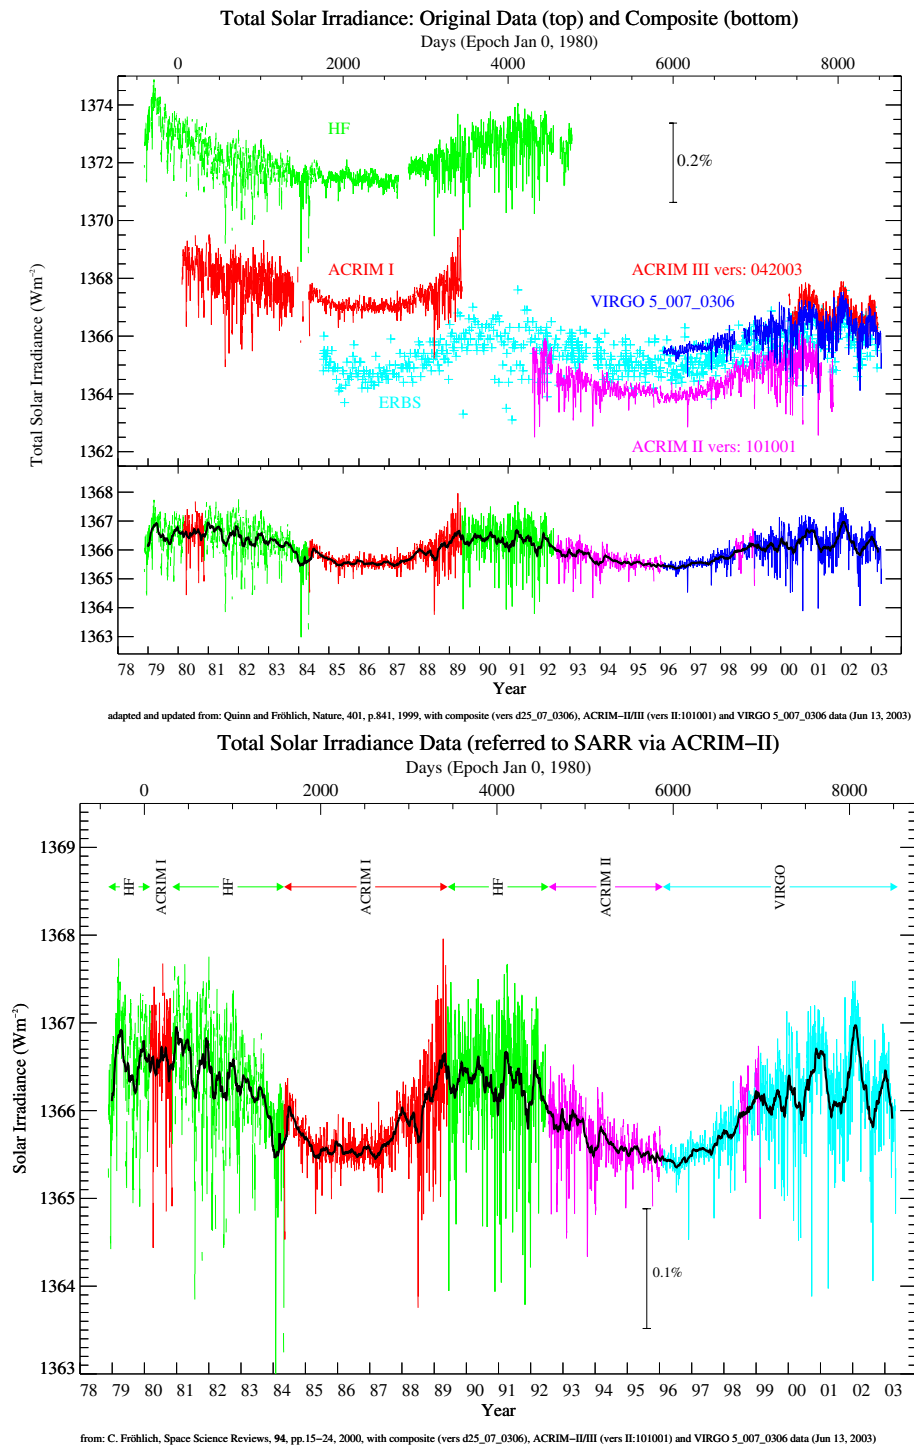 Total Solar Irradiance: Original Data (top) and Composite (bottom)
Days (Epoch Jan 0, 1980)
0 2000 4000 6000 8000
1374
HF
0.2%
1372
1370
1368
ACRIM I
ACRIM III vers: 042003
VIRGO 5_007_0306
1366
1364
ERBS
1362
ACRIM II vers: 101001
Total Solar Irradiance (Wm−2)
1368
1367
1366
1365
1364
1363
78 79 80 81 82 83 84 85 86 87 88 89 90 91 92 93 94 95 96 97 98 99 00 01 02 03
Year
adapted and updated from: Quinn and Fröhlich, Nature, 401, p.841, 1999, with composite (vers d25_07_0306), ACRIM−II/III (vers II:101001) and VIRGO 5_007_0306 data (Jun 13, 2003)
Total Solar Irradiance Data (referred to SARR via ACRIM−II)
Days (Epoch Jan 0, 1980)
0 2000 4000 6000 8000
1369
HF ACRIM I HF ACRIM I HF ACRIM II VIRGO
1368
1367
1366
1365
1364
1363
0.1%
Solar Irradiance (Wm−2)
78 79 80 81 82 83 84 85 86 87 88 89 90 91 92 93 94 95 96 97 98 99 00 01 02 03
Year
from: C. Fröhlich, Space Science Reviews, 94, pp.15−24, 2000, with composite (vers d25_07_0306), ACRIM−II/III (vers II:101001) and VIRGO 5_007_0306 data (Jun 13, 2003)